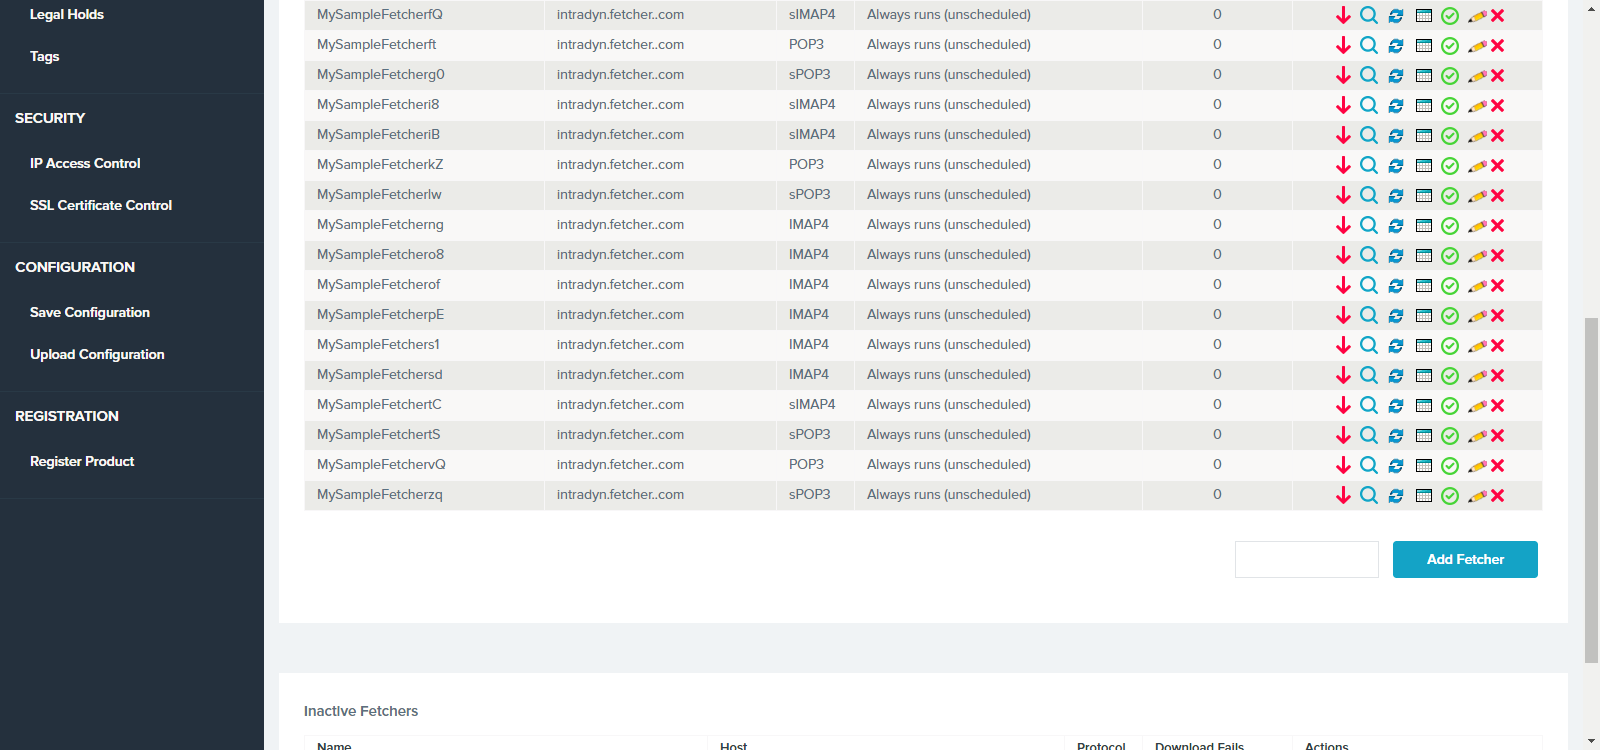 Legal Holds
Tags
SECURITY
IP Access Control
SSL Certificate Control
CONFIGURATION
Save Configuration
Upload Configuration
REGISTRATION
Register Product
MySampleFetcherfQ intradyn.fetcher..com sIMAP4 Always runs (unscheduled) 0
MySampleFetcherft intradyn.fetcher..com POP3 Always runs (unscheduled) 0
MySampleFetcherg0 intradyn.fetcher..com sPOP3 Always runs (unscheduled) 0
MySampleFetcheri8 intradyn.fetcher..com sIMAP4 Always runs (unscheduled) 0
MySampleFetcheriB intradyn.fetcher..com sIMAP4 Always runs (unscheduled) 0
MySampleFetcherkZ intradyn.fetcher..com POP3 Always runs (unscheduled) 0
MySampleFetcherlw intradyn.fetcher..com sPOP3 Always runs (unscheduled) 0
MySampleFetcherng intradyn.fetcher..com IMAP4 Always runs (unscheduled) 0
MySampleFetchero8 intradyn.fetcher..com IMAP4 Always runs (unscheduled) 0
MySampleFetcherof intradyn.fetcher..com IMAP4 Always runs (unscheduled) 0
MySampleFetcherpE intradyn.fetcher..com IMAP4 Always runs (unscheduled) 0
MySampleFetchers1 intradyn.fetcher..com IMAP4 Always runs (unscheduled) 0
MySampleFetchersd intradyn.fetcher..com IMAP4 Always runs (unscheduled) 0
MySampleFetchertC intradyn.fetcher..com sIMAP4 Always runs (unscheduled) 0
MySampleFetchertS intradyn.fetcher..com sPOP3 Always runs (unscheduled) 0
MySampleFetchervQ intradyn.fetcher..com POP3 Always runs (unscheduled) 0
MySampleFetcherzq intradyn.fetcher..com sPOP3 Always runs (unscheduled) 0
Add Fetcher
Inactive Fetchers
Name Host Protocol Download Fails Actions